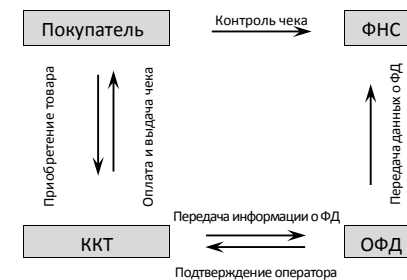 Контроль чека
Покупатель
ФНС
Приобретение товара
Оплата и выдача чека
Передача данных о ФД
Передача информации о ФД
ККТ
ОФД
Подтверждение оператора